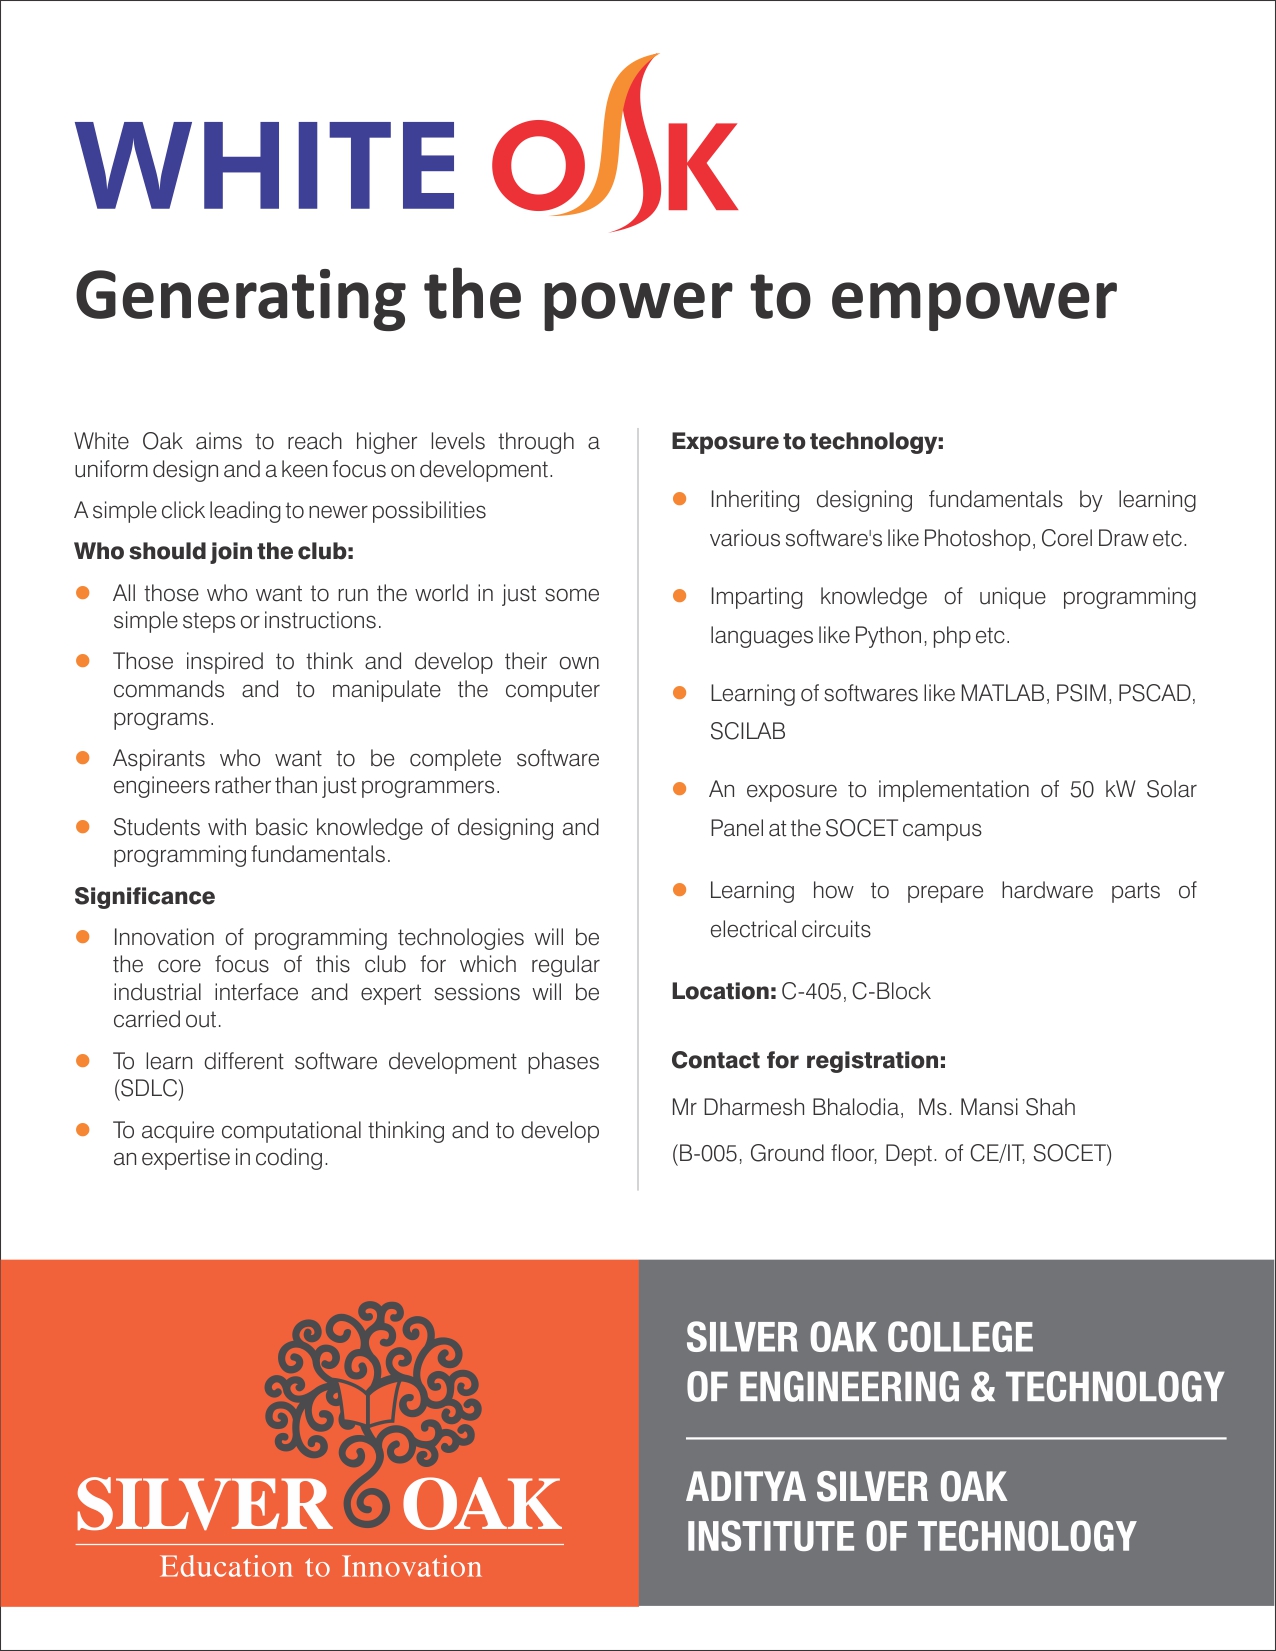 WHITE OAK
Generating the power to empower
White Oak aims to reach higher levels through a
uniform design and a keen focus on development.
A simple click leading to newer possibilities
Who should join the club:
All those who want to run the world in just some
simple steps or instructions.
Those inspired to think and develop their own
commands and to manipulate the computer
programs.
Aspirants who want to be complete software
engineers rather than just programmers.
Students with basic knowledge of designing and
programming fundamentals.
Significance
Innovation of programming technologies will be
the core focus of this club for which regular
industrial interface and expert sessions will be
carried out.
To learn different software development phases
(SDLC)
To acquire computational thinking and to develop
an expertise in coding.
Exposure to technology:
Inheriting designing fundamentals by learning
various software's like Photoshop, Corel Draw etc.
Imparting knowledge of unique programming
languages like Python, php etc.
Learning of softwares like MATLAB, PSIM, PSCAD,
SCILAB
An exposure to implementation of 50 kW Solar
Panel at the SOCET campus
Learning how to prepare hardware parts of
electrical circuits
Location: C-405, C-Block
Contact for registration:
Mr Dharmesh Bhalodia, Ms. Mansi Shah
(B-005, Ground floor, Dept. of CE/IT, SOCET)
SILVER OAK
Education to Innovation
SILVER OAK COLLEGE
OF ENGINEERING & TECHNOLOGY
ADITYA SILVER OAK
INSTITUTE OF TECHNOLOGY